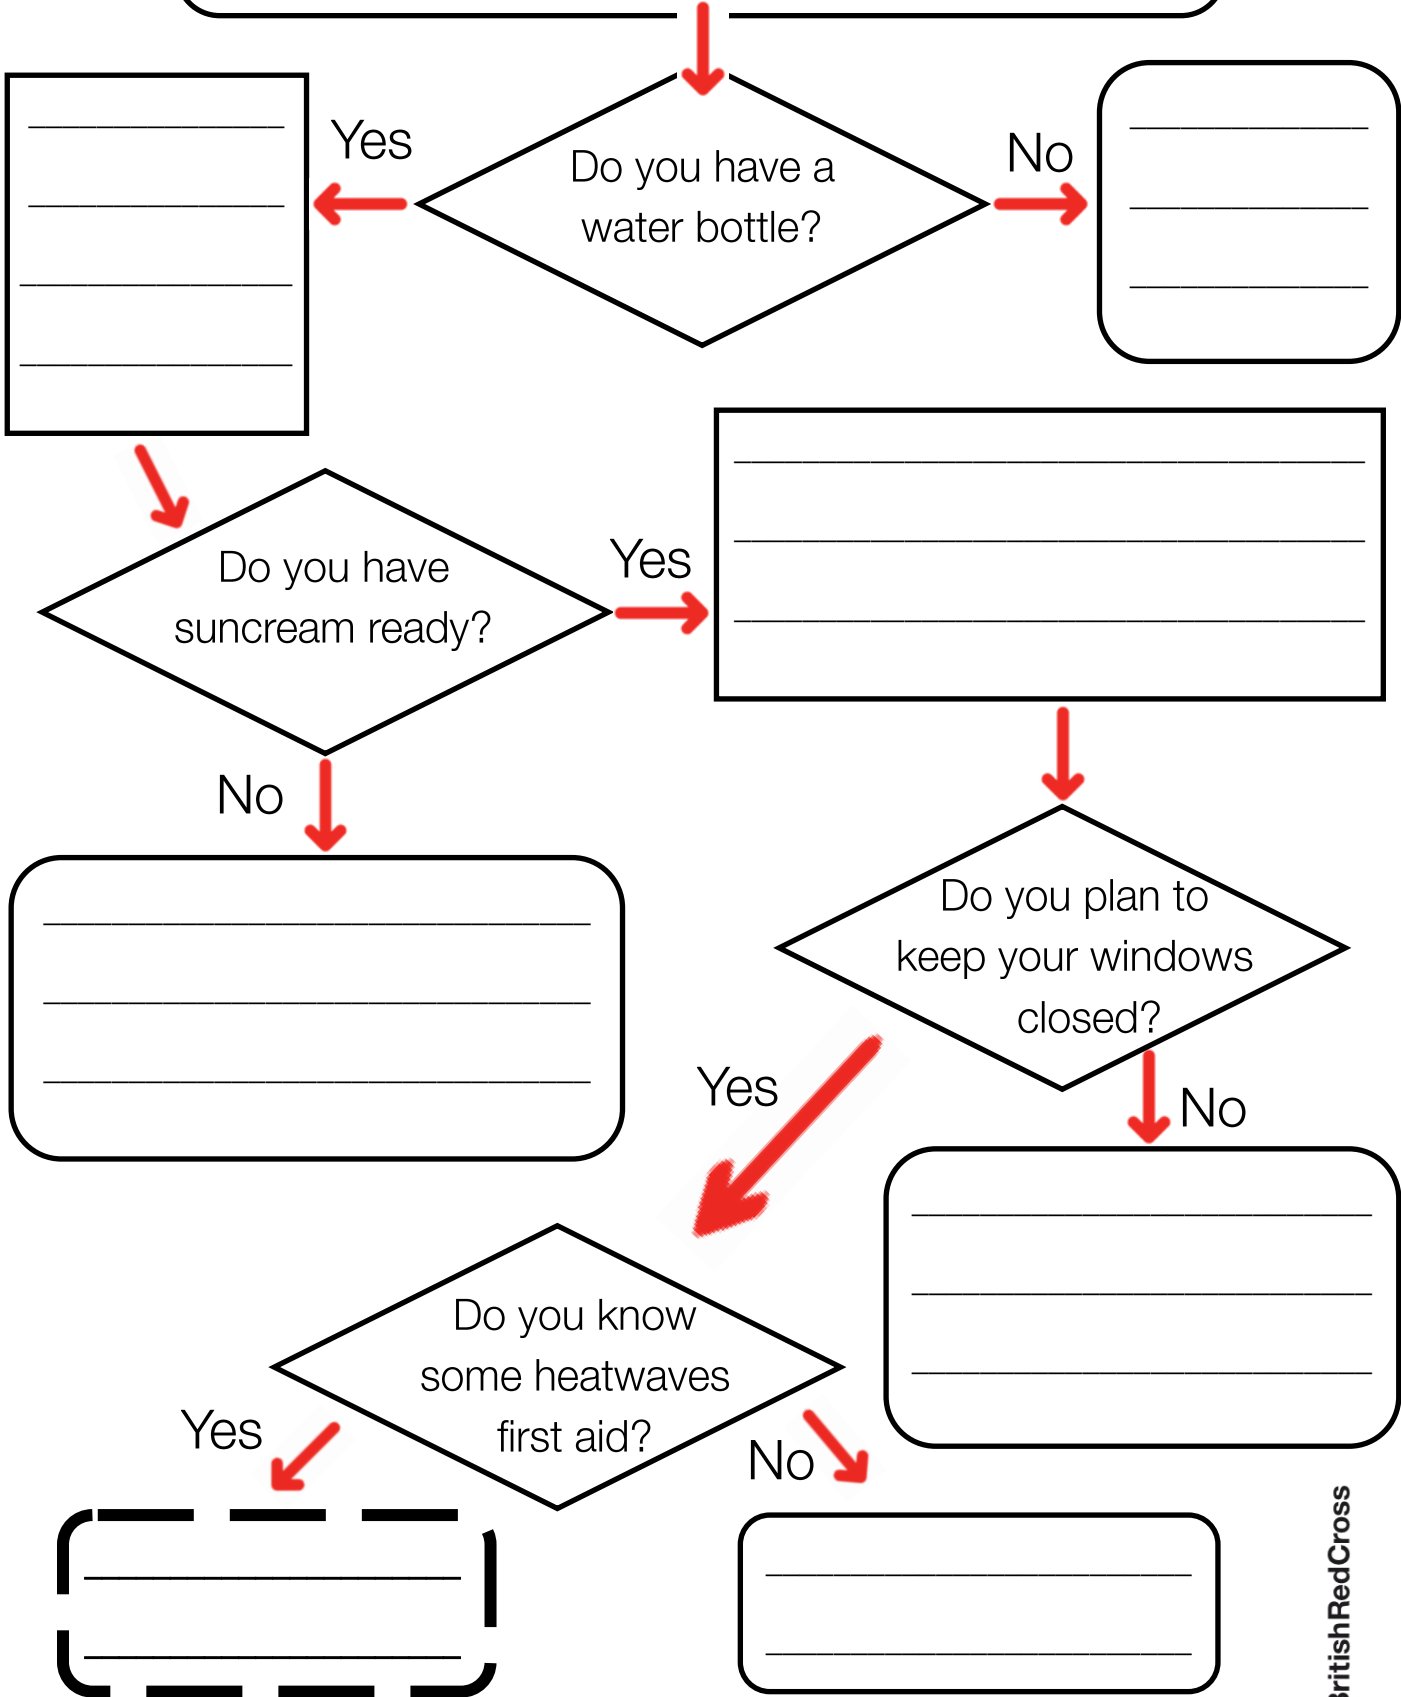 Yes
Do you have a
water bottle?
No
Do you have
suncream ready?
Yes
No
Do you plan to
keep your windows
closed?
Yes
No
Do you know
some heatwaves
first aid?
Yes
No
BritishRedCross